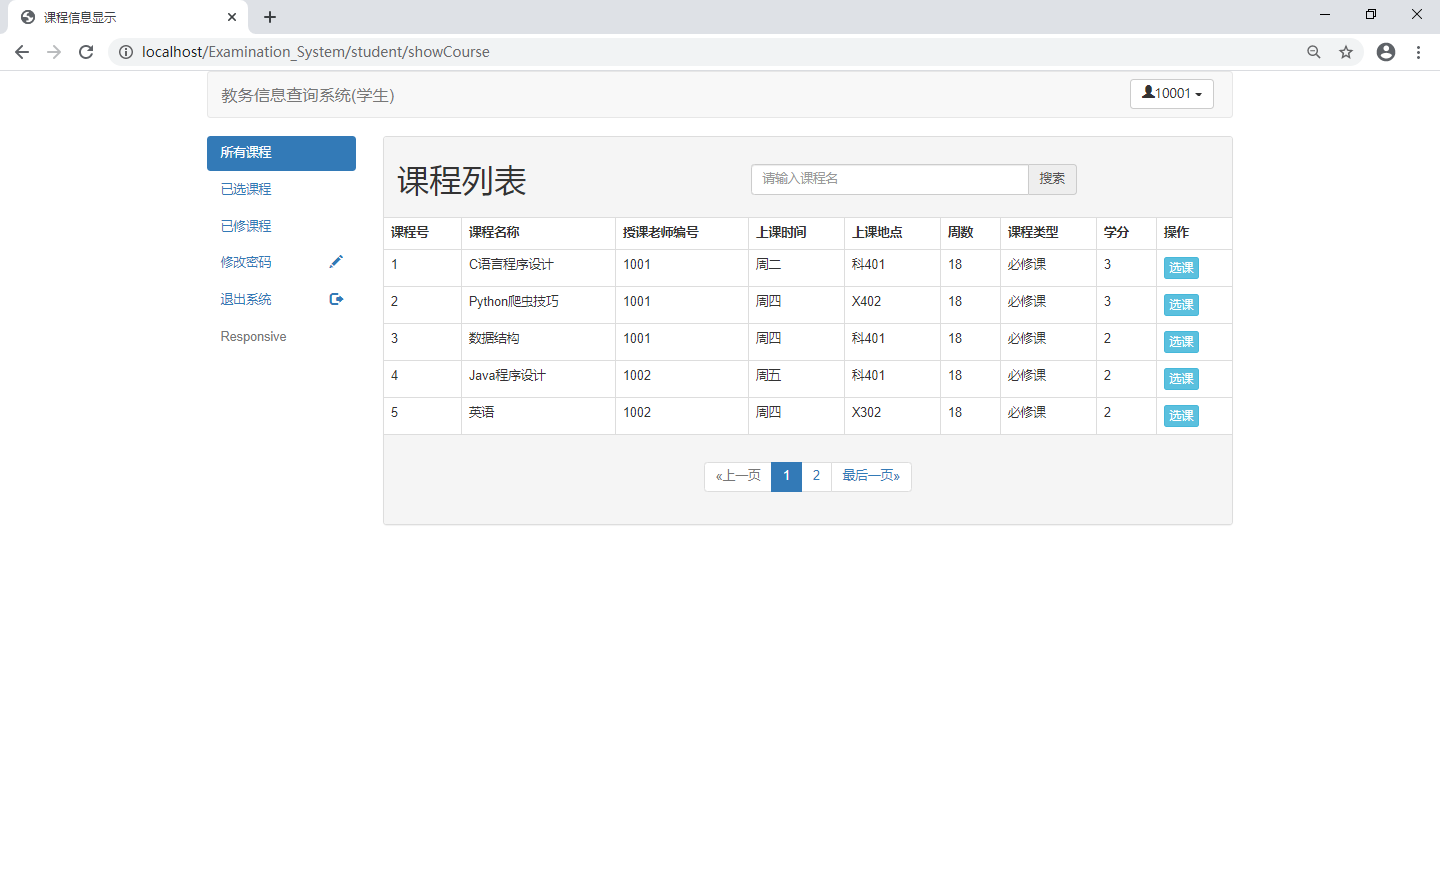 课程信息显示
localhost/Examination_System/student/showCourse
教务信息查询系统(学生)
10001
所有课程
已选课程
已修课程
修改密码
退出系统
Responsive
课程列表
请输入课程名 搜索
课程号 课程名称 授课老师编号 上课时间 上课地点 周数 课程类型 学分 操作
1 C语言程序设计 1001 周二 科401 18 必修课 3 选课
2 Python爬虫技巧 1001 周四 X402 18 必修课 3 选课
3 数据结构 1001 周四 科401 18 必修课 2 选课
4 Java程序设计 1002 周五 科401 18 必修课 2 选课
5 英语 1002 周四 X302 18 必修课 2 选课
«上一页 1 2 最后一页»